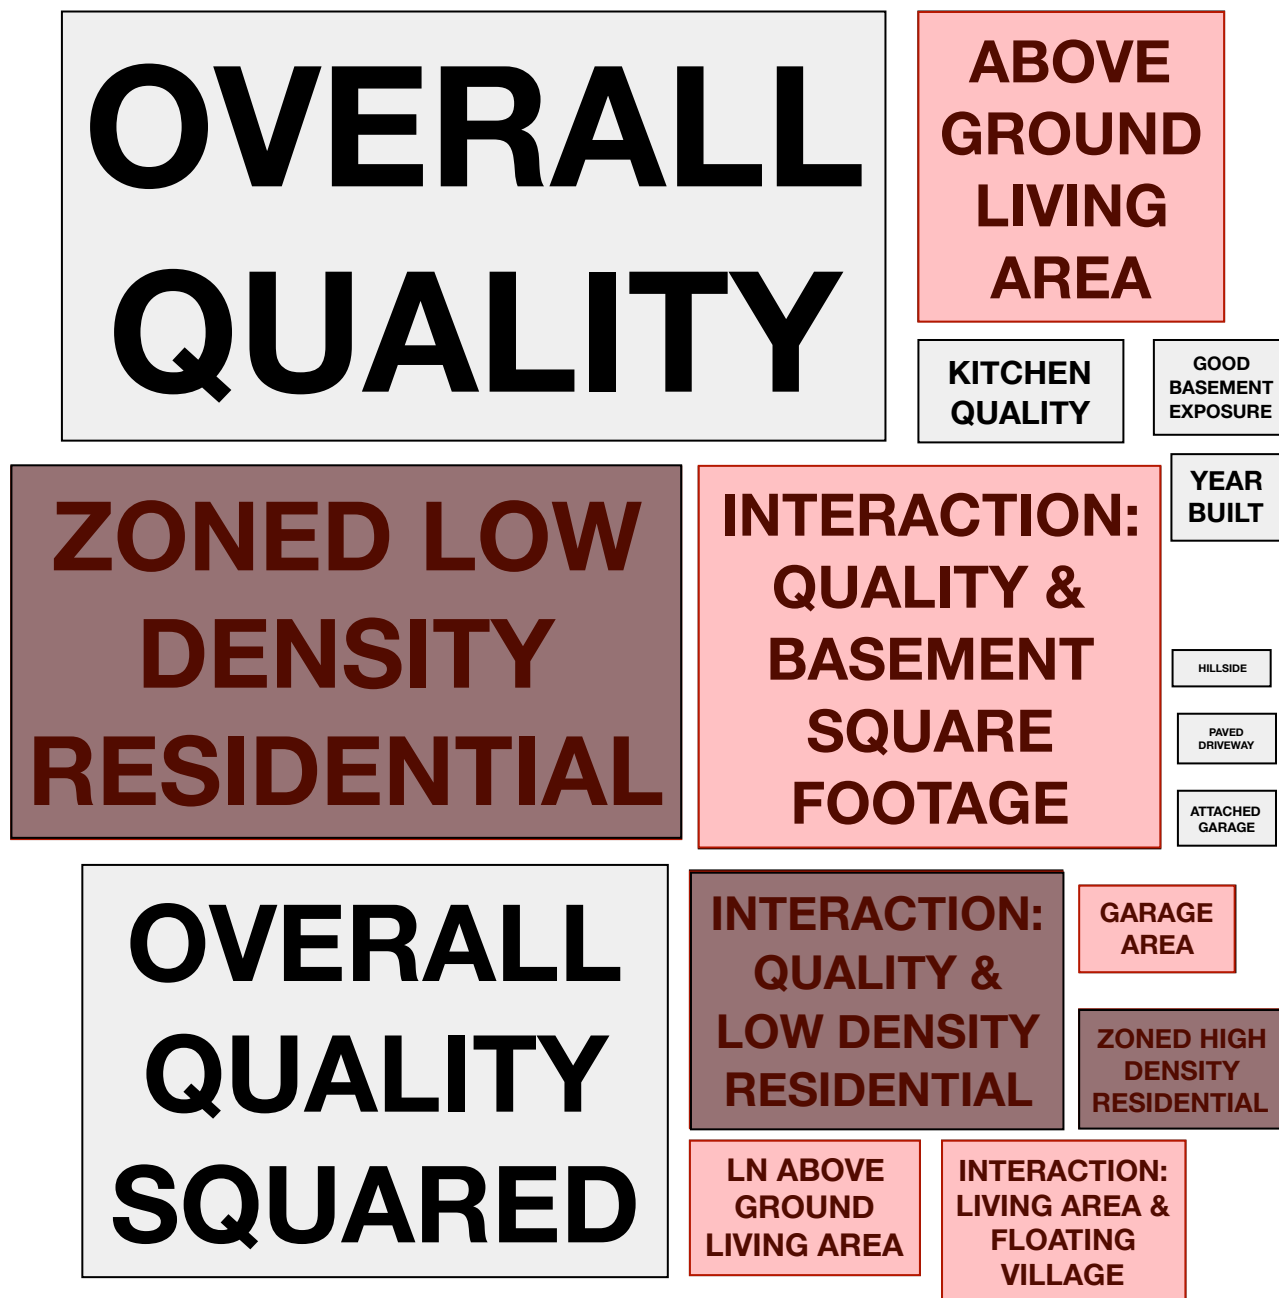 OVERALL
QUALITY
ABOVE
GROUND
LIVING
AREA
KITCHEN
QUALITY
GOOD
BASEMENT
EXPOSURE
ZONED LOW
DENSITY
RESIDENTIAL
INTERACTION:
QUALITY &
BASEMENT
SQUARE
FOOTAGE
YEAR
BUILT
HILLSIDE
PAVED
DRIVEWAY
ATTACHED
GARAGE
OVERALL
QUALITY
SQUARED
INTERACTION:
QUALITY &
LOW DENSITY
RESIDENTIAL
GARAGE
AREA
ZONED HIGH
DENSITY
RESIDENTIAL
LN ABOVE
GROUND
LIVING AREA
INTERACTION:
LIVING AREA &
FLOATING
VILLAGE